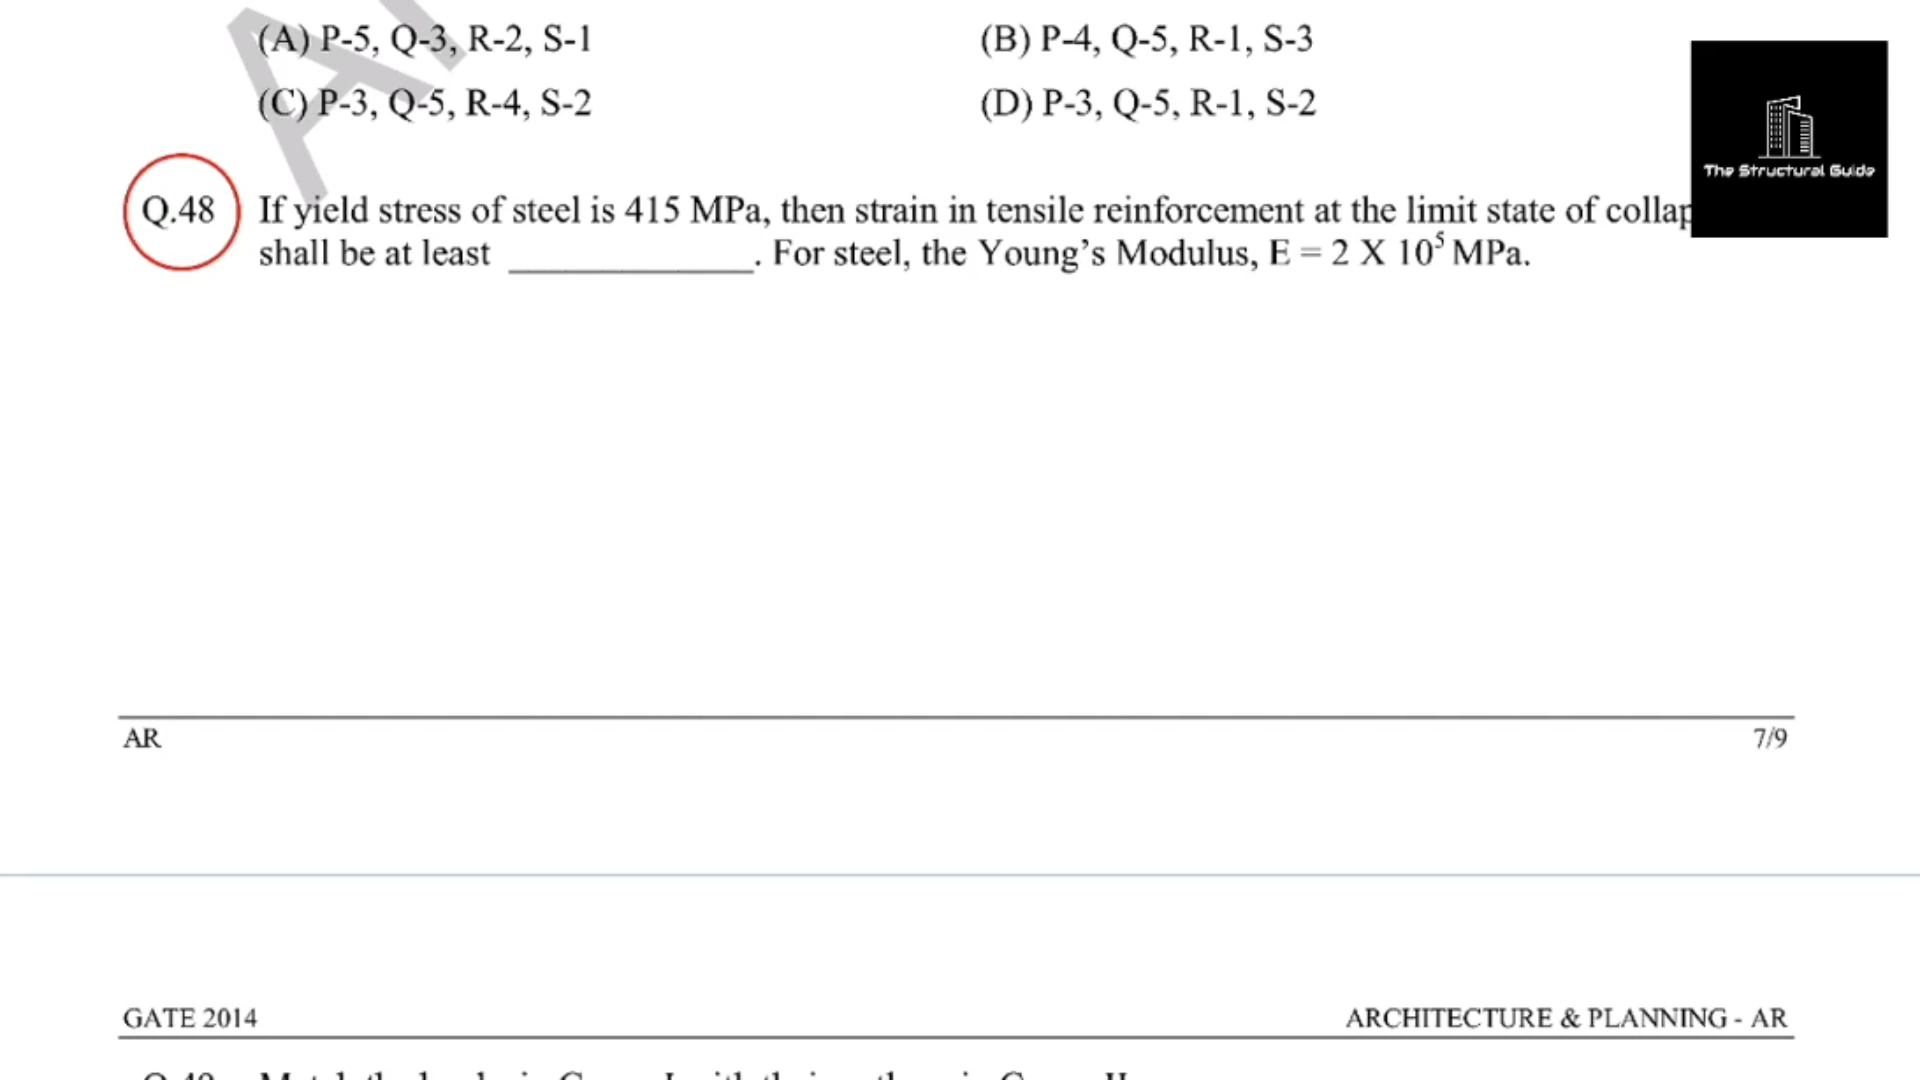 (A) P-5, Q-3, R-2, S-1 (B) P-4, Q-5, R-1, S-3
(C) P-3, Q-5, R-4, S-2 (D) P-3, Q-5, R-1, S-2
The Structural Guide
Q.48 If yield stress of steel is 415 MPa, then strain in tensile reinforcement at the limit state of collap
shall be at least ______________. For steel, the Young’s Modulus, E = 2 X 10⁵ MPa.
AR 7/9
GATE 2014 ARCHITECTURE & PLANNING - AR